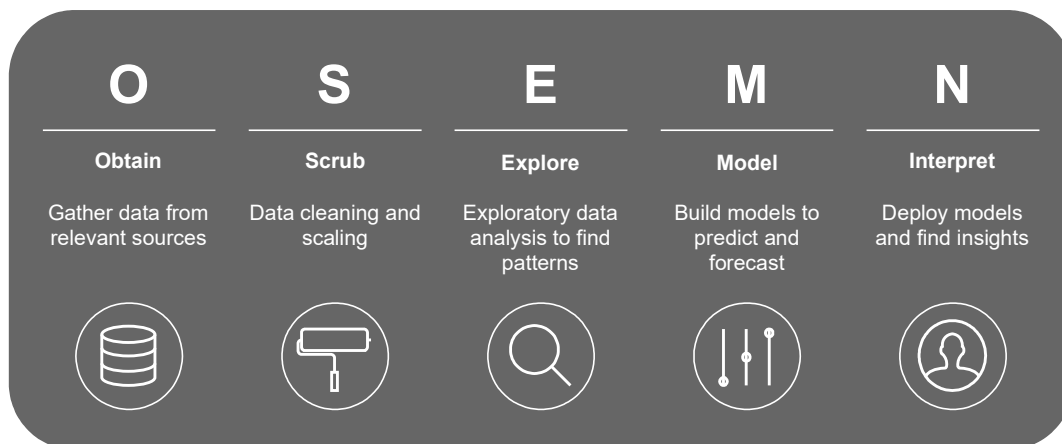 O
S
E
M
N
Obtain
Scrub
Explore
Model
Interpret
Gather data from
relevant sources
Data cleaning and
scaling
Exploratory data
analysis to find
patterns
Build models to
predict and
forecast
Deploy models
and find insights